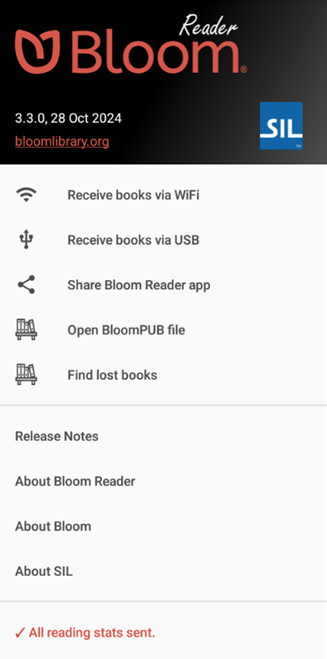 Reader
Bloom®
3.3.0, 28 Oct 2024
bloomlibrary.org
SIL
Receive books via WiFi
Receive books via USB
Share Bloom Reader app
Open BloomPUB file
Find lost books
Release Notes
About Bloom Reader
About Bloom
About SIL
✓ All reading stats sent.